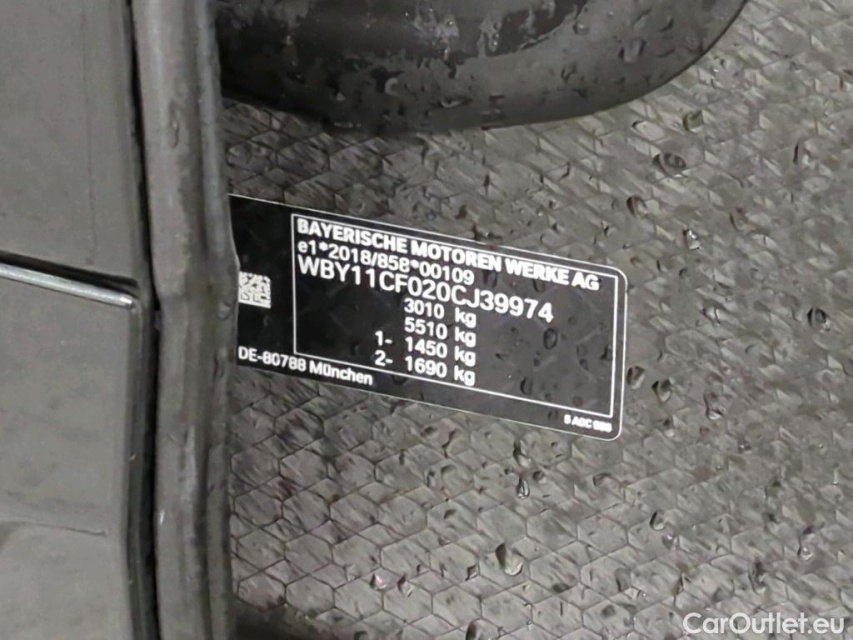 BAYERISCHE MOTOREN WERKE AG
e1*2018/858*00109
WBY11CF020CJ39974
3010 kg
5510 kg
1- 1450 kg
2- 1690 kg
DE-80788 München
CarOutlet.eu